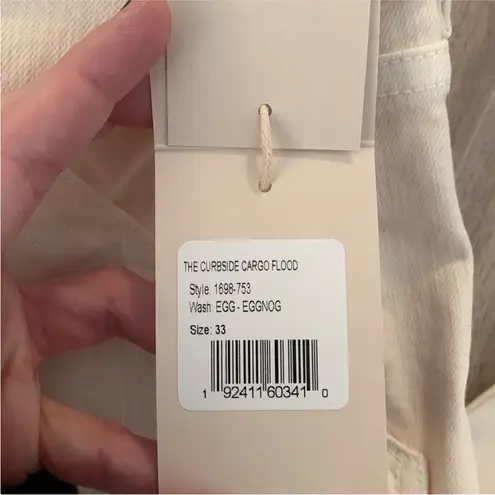 THE CURBSIDE CARGO FLOOD
Style: 1698-753
Wash: EGG - EGGNOG
Size: 33
1 92411 60341 0